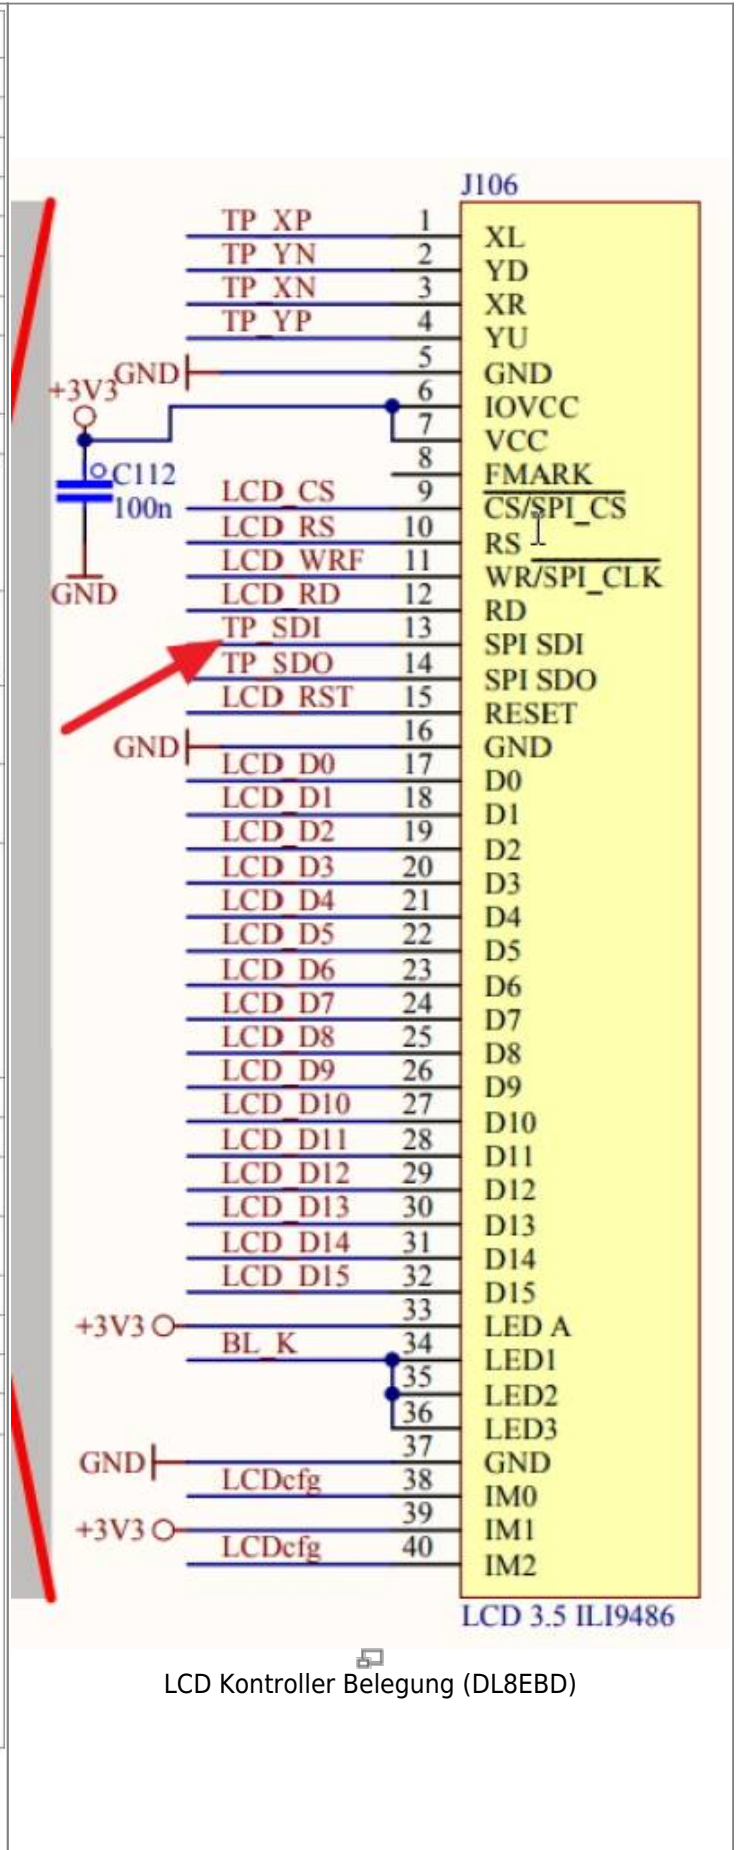 J106
TP_XP 1 XL
TP_YN 2 YD
TP_XN 3 XR
TP_YP 4 YU
GND 5 GND
+3V3 6 IOVCC
7 VCC
8 FMARK
C112
100n
GND
LCD_CS 9 CS/SPI_CS
LCD_RS 10 RS
LCD_WRF 11 WR/SPI_CLK
LCD_RD 12 RD
TP_SDI 13 SPI SDI
TP_SDO 14 SPI SDO
LCD_RST 15 RESET
GND 16 GND
LCD_D0 17 D0
LCD_D1 18 D1
LCD_D2 19 D2
LCD_D3 20 D3
LCD_D4 21 D4
LCD_D5 22 D5
LCD_D6 23 D6
LCD_D7 24 D7
LCD_D8 25 D8
LCD_D9 26 D9
LCD_D10 27 D10
LCD_D11 28 D11
LCD_D12 29 D12
LCD_D13 30 D13
LCD_D14 31 D14
LCD_D15 32 D15
+3V3 33 LED A
BL_K 34 LED1
35 LED2
36 LED3
GND 37 GND
LCDcfg 38 IM0
+3V3 39 IM1
LCDcfg 40 IM2
LCD 3.5 ILI9486
LCD Kontroller Belegung (DL8EBD)